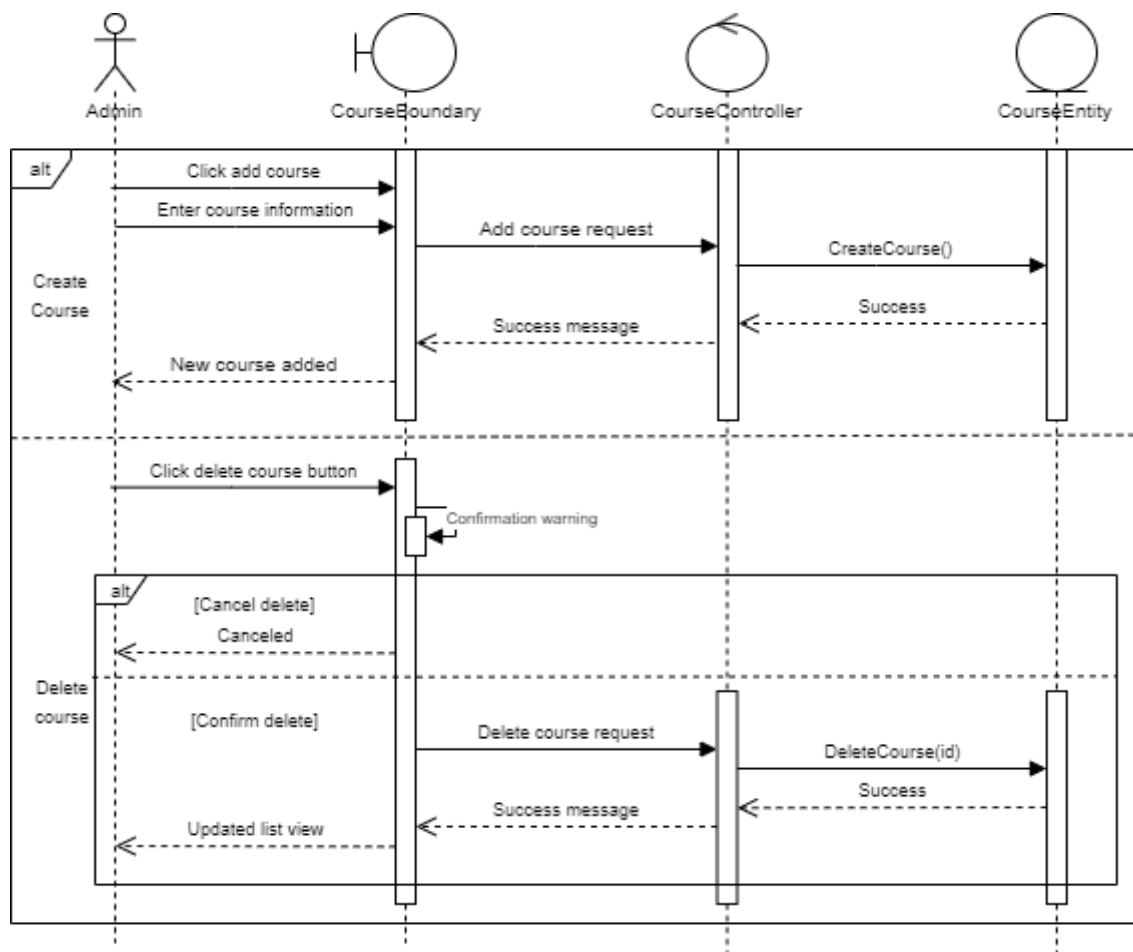 Admin
CourseBoundary
CourseController
CourseEntity
alt
Click add course
Enter course information
Add course request
CreateCourse()
Create
Course
Success
Success message
New course added
Click delete course button
Confirmation warning
alt
[Cancel delete]
Canceled
Delete
course
[Confirm delete]
Delete course request
DeleteCourse(id)
Success
Success message
Updated list view